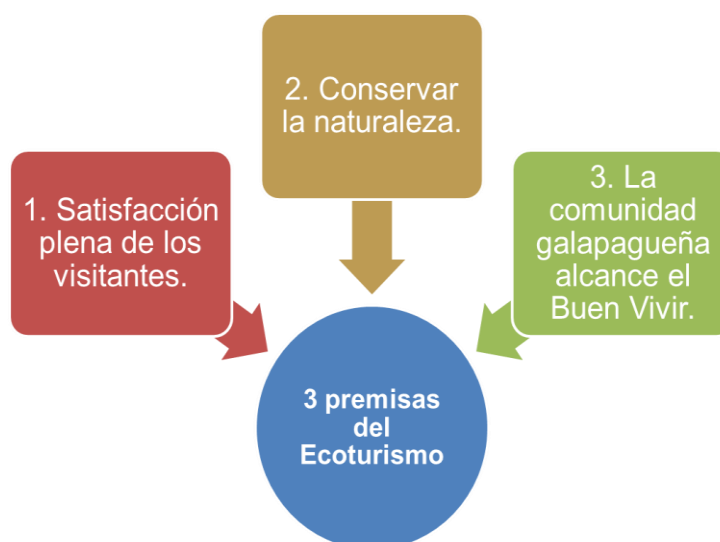 1. Satisfacción
plena de los
visitantes.
2. Conservar
la naturaleza.
3. La
comunidad
galapagueña
alcance el
Buen Vivir.
3 premisas
del
Ecoturismo